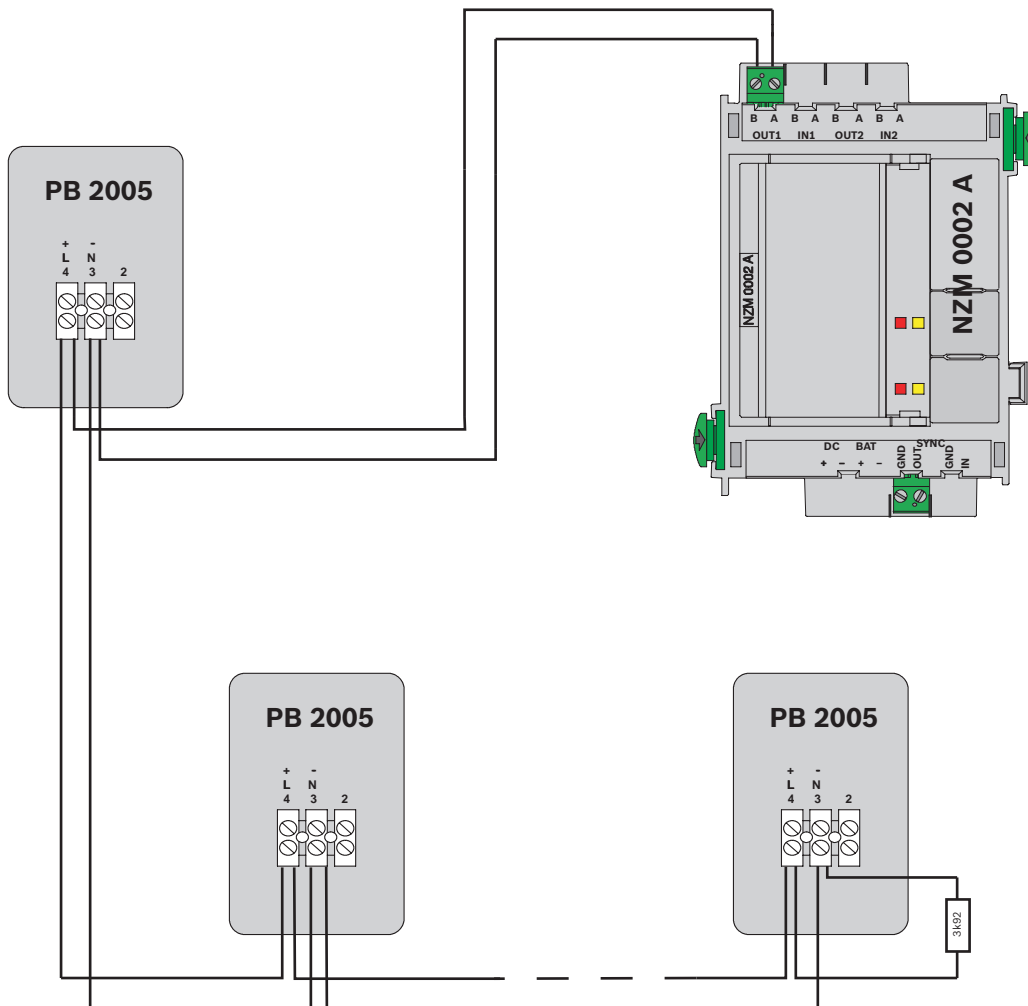 B A B A B A B A
OUT1 IN1 OUT2 IN2
NZM 0002 A
NZM 0002 A
DC BAT SYNC
+ - + - GND OUT GND IN
PB 2005
+ -
L N
4 3 2
PB 2005
+ -
L N
4 3 2
PB 2005
+ -
L N
4 3 2
3k92